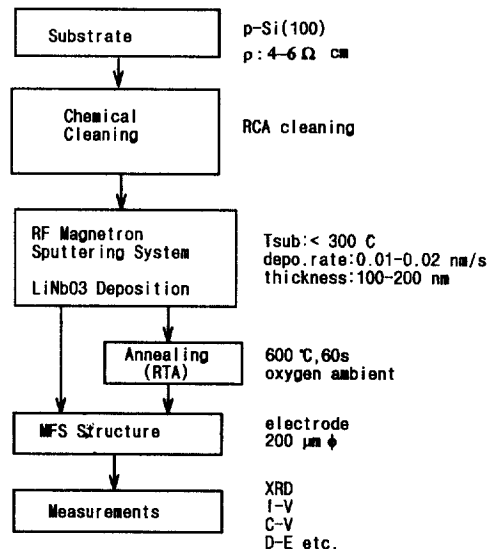 Substrate
p-Si(100)
ρ:4-6Ω cm
Chemical
Cleaning
RCA cleaning
RF Magnetron
Sputtering System
LiNbO3 Deposition
Tsub:< 300 C
depo.rate:0.01-0.02 nm/s
thickness:100-200 nm
Annealing
(RTA)
600 ℃,60s
oxygen ambient
MFS Structure
electrode
200 μm ϕ
Measurements
XRD
I-V
C-V
D-E etc.